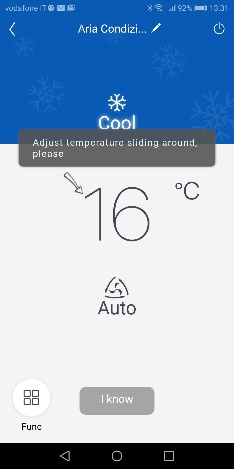 vodafone IT 92% 13:31
Aria Condizi...
Cool
Adjust temperature sliding around,
please
16 °C
Auto
I know
Func